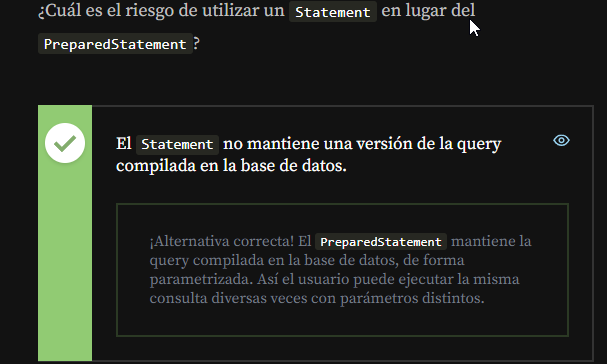 ¿Cuál es el riesgo de utilizar un Statement en lugar del
PreparedStatement?
El Statement no mantiene una versión de la query
compilada en la base de datos.
¡Alternativa correcta! El PreparedStatement mantiene la
query compilada en la base de datos, de forma
parametrizada. Así el usuario puede ejecutar la misma
consulta diversas veces con parámetros distintos.